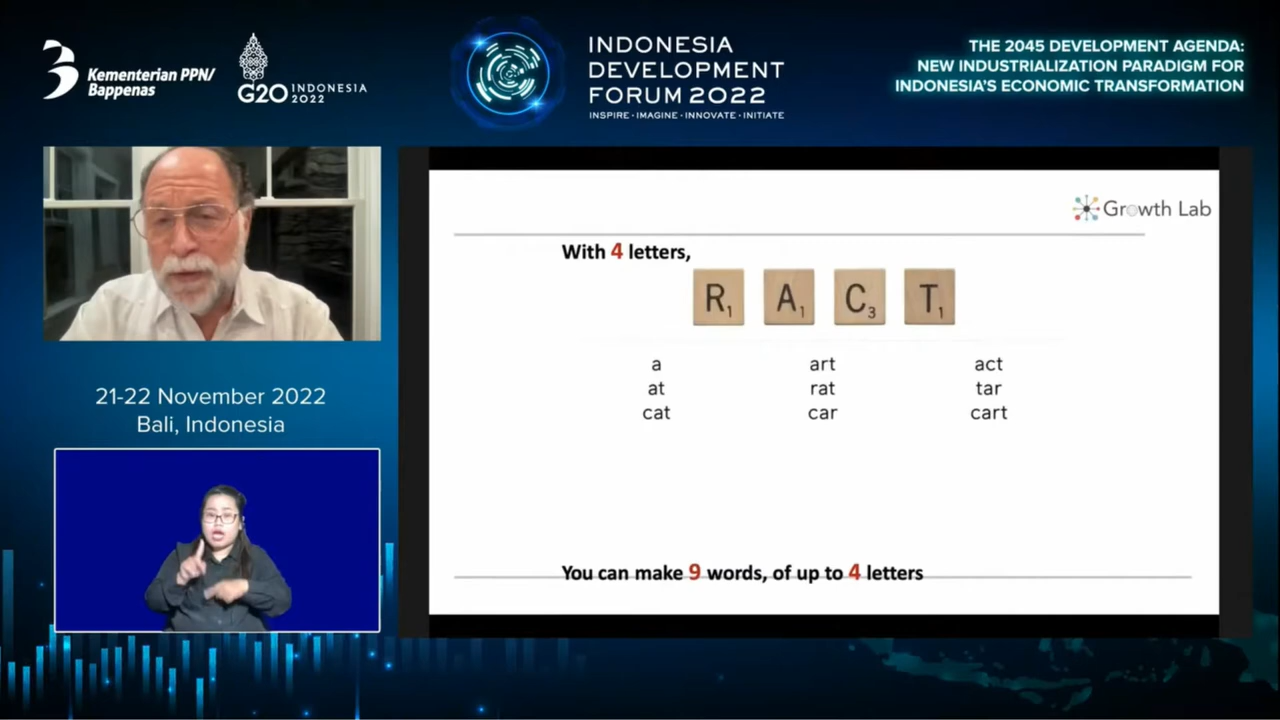 Kementerian PPN/
Bappenas
G20 INDONESIA
2022
INDONESIA
DEVELOPMENT
FORUM 2022
INSPIRE · IMAGINE · INNOVATE · INITIATE
THE 2045 DEVELOPMENT AGENDA:
NEW INDUSTRIALIZATION PARADIGM FOR
INDONESIA'S ECONOMIC TRANSFORMATION
21-22 November 2022
Bali, Indonesia
Growth Lab
With 4 letters,
R1 A1 C3 T1
a art act
at rat tar
cat car cart
You can make 9 words, of up to 4 letters